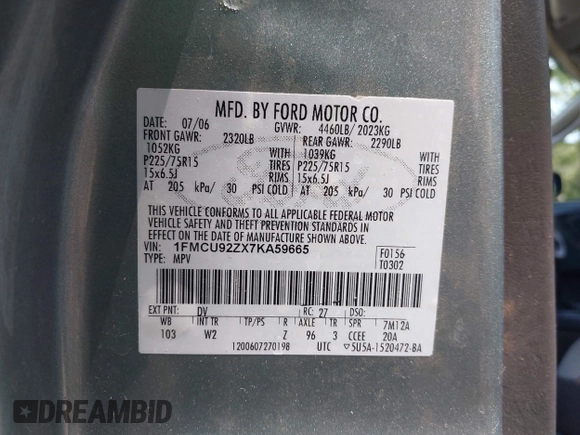 MFD. BY FORD MOTOR CO.
DATE: 07/06 GVWR: 4460LB/ 2023KG
FRONT GAWR: 2320LB REAR GAWR: 2290LB
1052KG WITH 1039KG WITH
P225/75R15 TIRES P225/75R15 TIRES
15x6.5J RIMS 15x6.5J RIMS
AT 205 kPa/ 30 PSI COLD AT 205 kPa/ 30 PSI COLD
THIS VEHICLE CONFORMS TO ALL APPLICABLE FEDERAL MOTOR
VEHICLE SAFETY AND THEFT PREVENTION STANDARDS IN
EFFECT ON THE DATE OF MANUFACTURE SHOWN ABOVE.
VIN: 1FMCU92ZX7KA59665 F0156
TYPE: MPV T0302
EXT PNT: DV RC: 27 DSO:
WB INT TR TP/PS R AXLE TR SPR 7M12A
103 W2 Z 96 3 CCEE 20A
1200607270198 UTC ▽5U5A-1520472-BA
DREAMBID